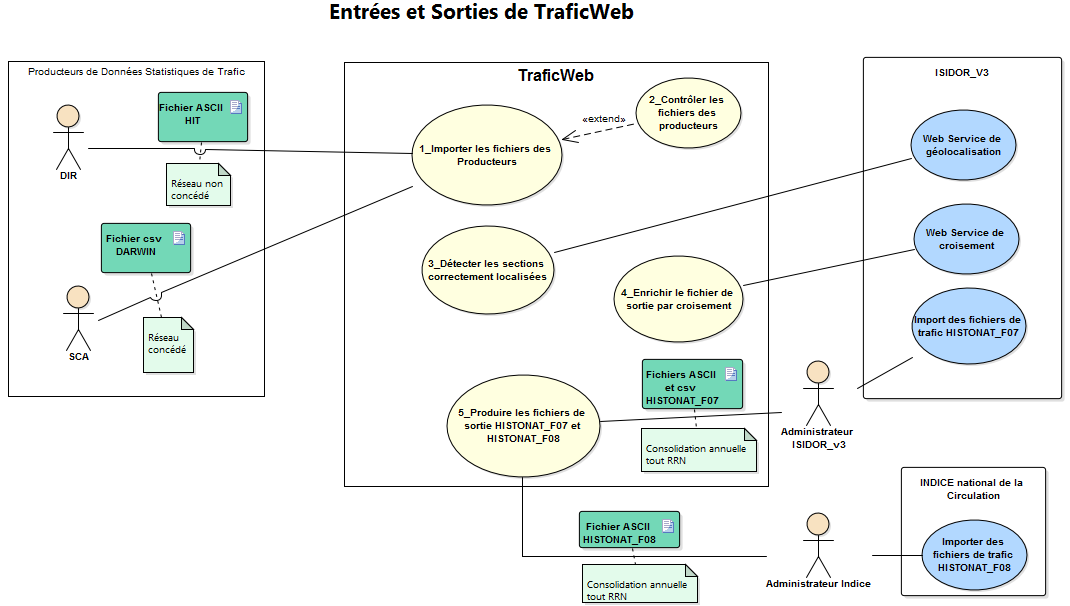 Entrées et Sorties de TraficWeb
Producteurs de Données Statistiques de Trafic
Fichier ASCII
HIT
DIR
Réseau non
concédé
Fichier csv
DARWIN
SCA
Réseau
concédé
TraficWeb
1_Importer les fichiers des
Producteurs
«extend»
2_Contrôler les
fichiers des
producteurs
3_Détecter les sections
correctement localisées
4_Enrichir le fichier de
sortie par croisement
5_Produire les fichiers de
sortie HISTONAT_F07 et
HISTONAT_F08
Fichiers ASCII
et csv
HISTONAT_F07
Consolidation annuelle
tout RRN
ISIDOR_V3
Web Service de
géolocalisation
Web Service de
croisement
Import des fichiers de
trafic HISTONAT_F07
Administrateur
ISIDOR_v3
Fichier ASCII
HISTONAT_F08
Consolidation annuelle
tout RRN
Administrateur Indice
INDICE national de la
Circulation
Importer des
fichiers de trafic
HISTONAT_F08